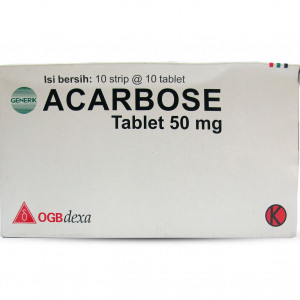 Isi bersih: 10 strip @ 10 tablet
GENERIK
ACARBOSE
Tablet 50 mg
OGBdexa
K